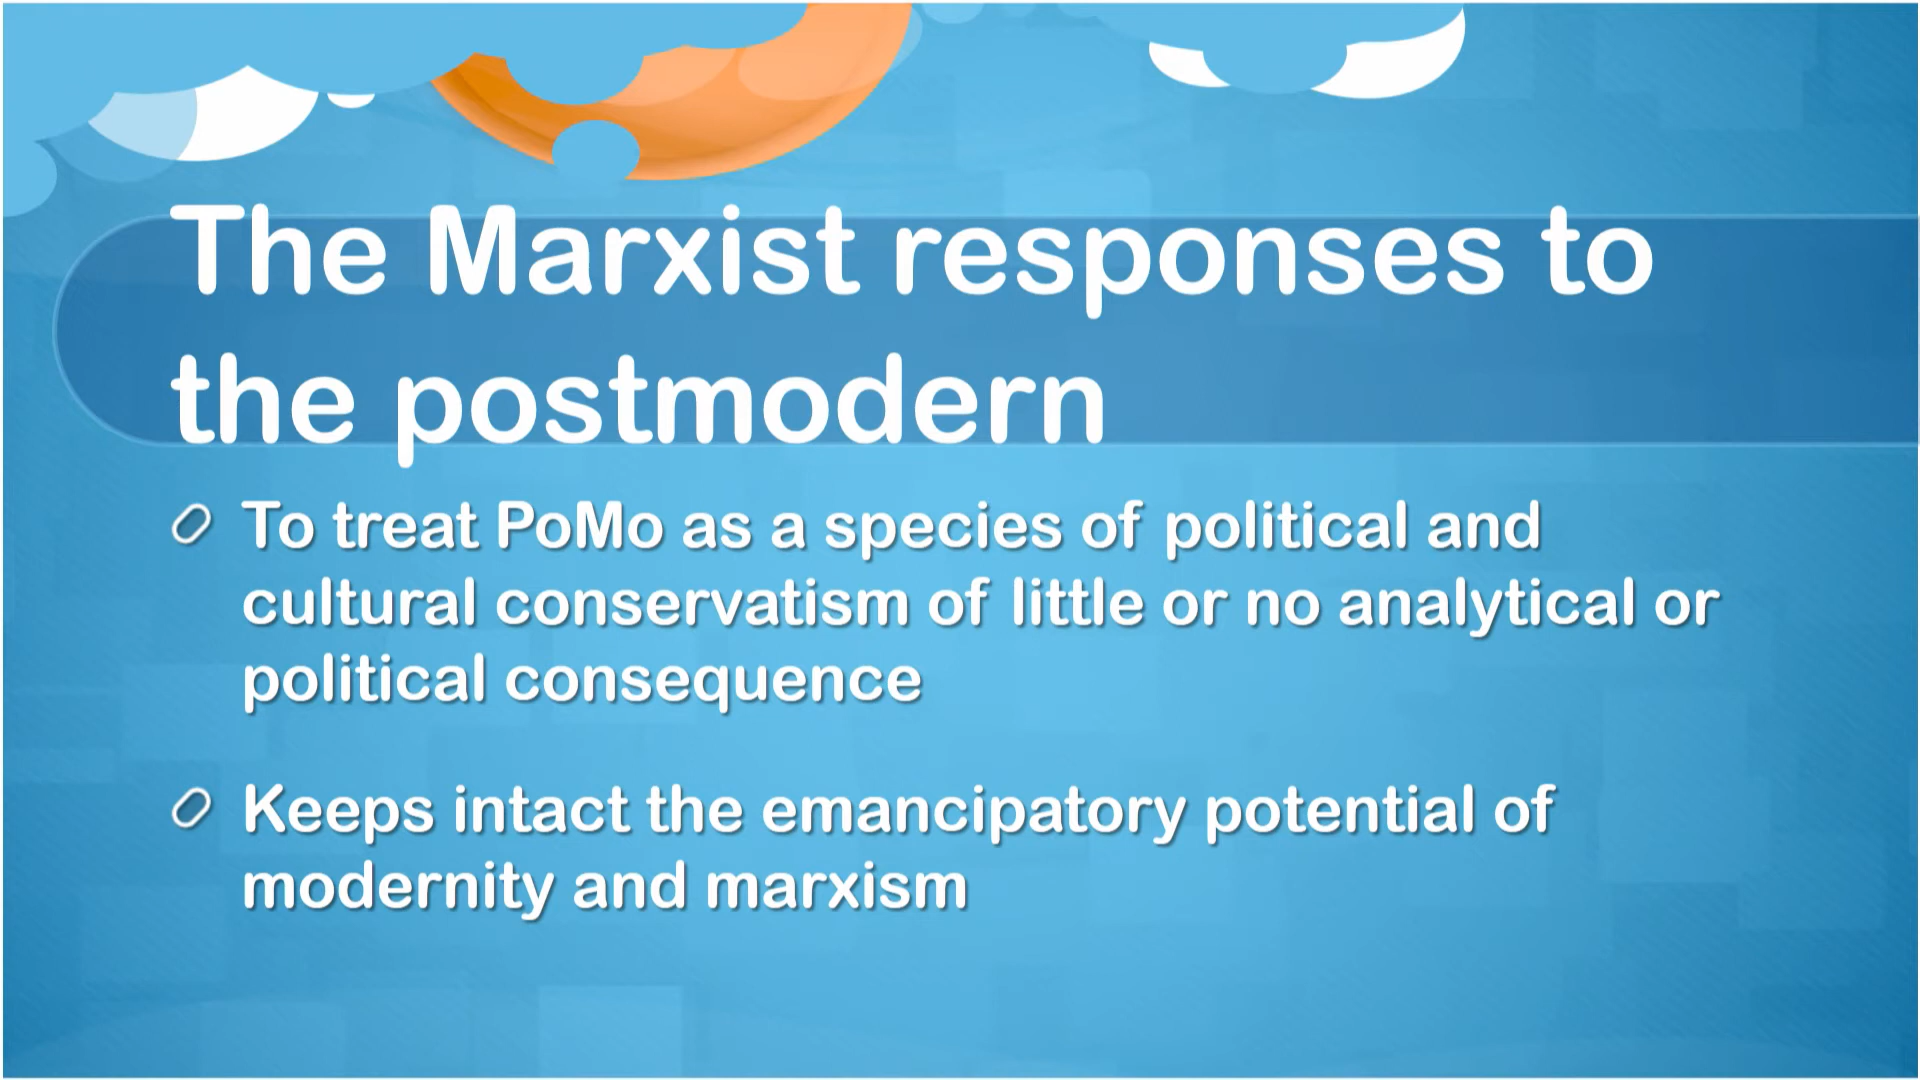 The Marxist responses to
the postmodern
To treat PoMo as a species of political and
cultural conservatism of little or no analytical or
political consequence
Keeps intact the emancipatory potential of
modernity and marxism